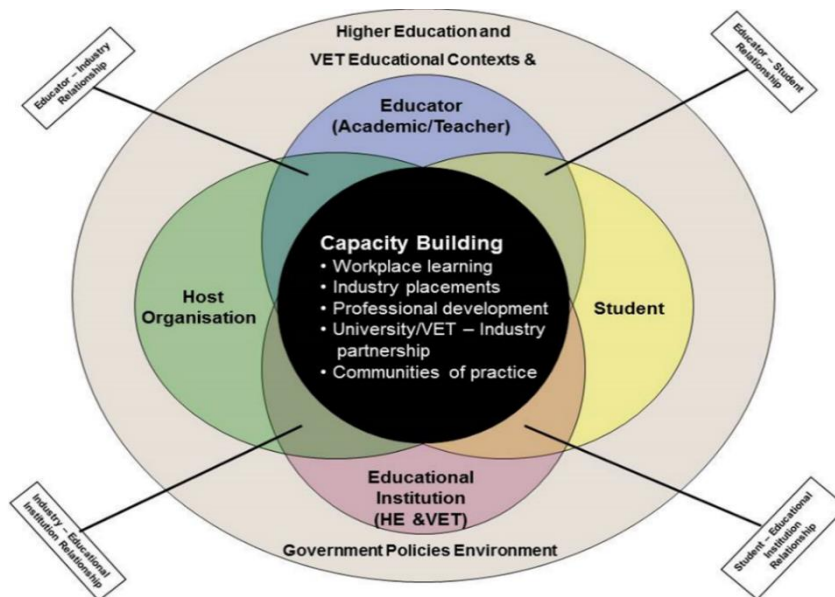 Higher Education and
VET Educational Contexts &
Educator – Industry
Relationship
Educator – Student
Relationship
Educator
(Academic/Teacher)
Capacity Building
• Workplace learning
• Industry placements
• Professional development
• University/VET – Industry
partnership
• Communities of practice
Host
Organisation
Student
Educational
Institution
(HE &VET)
Industry – Educational
Institution Relationship
Student – Educational
Institution
Relationship
Government Policies Environment